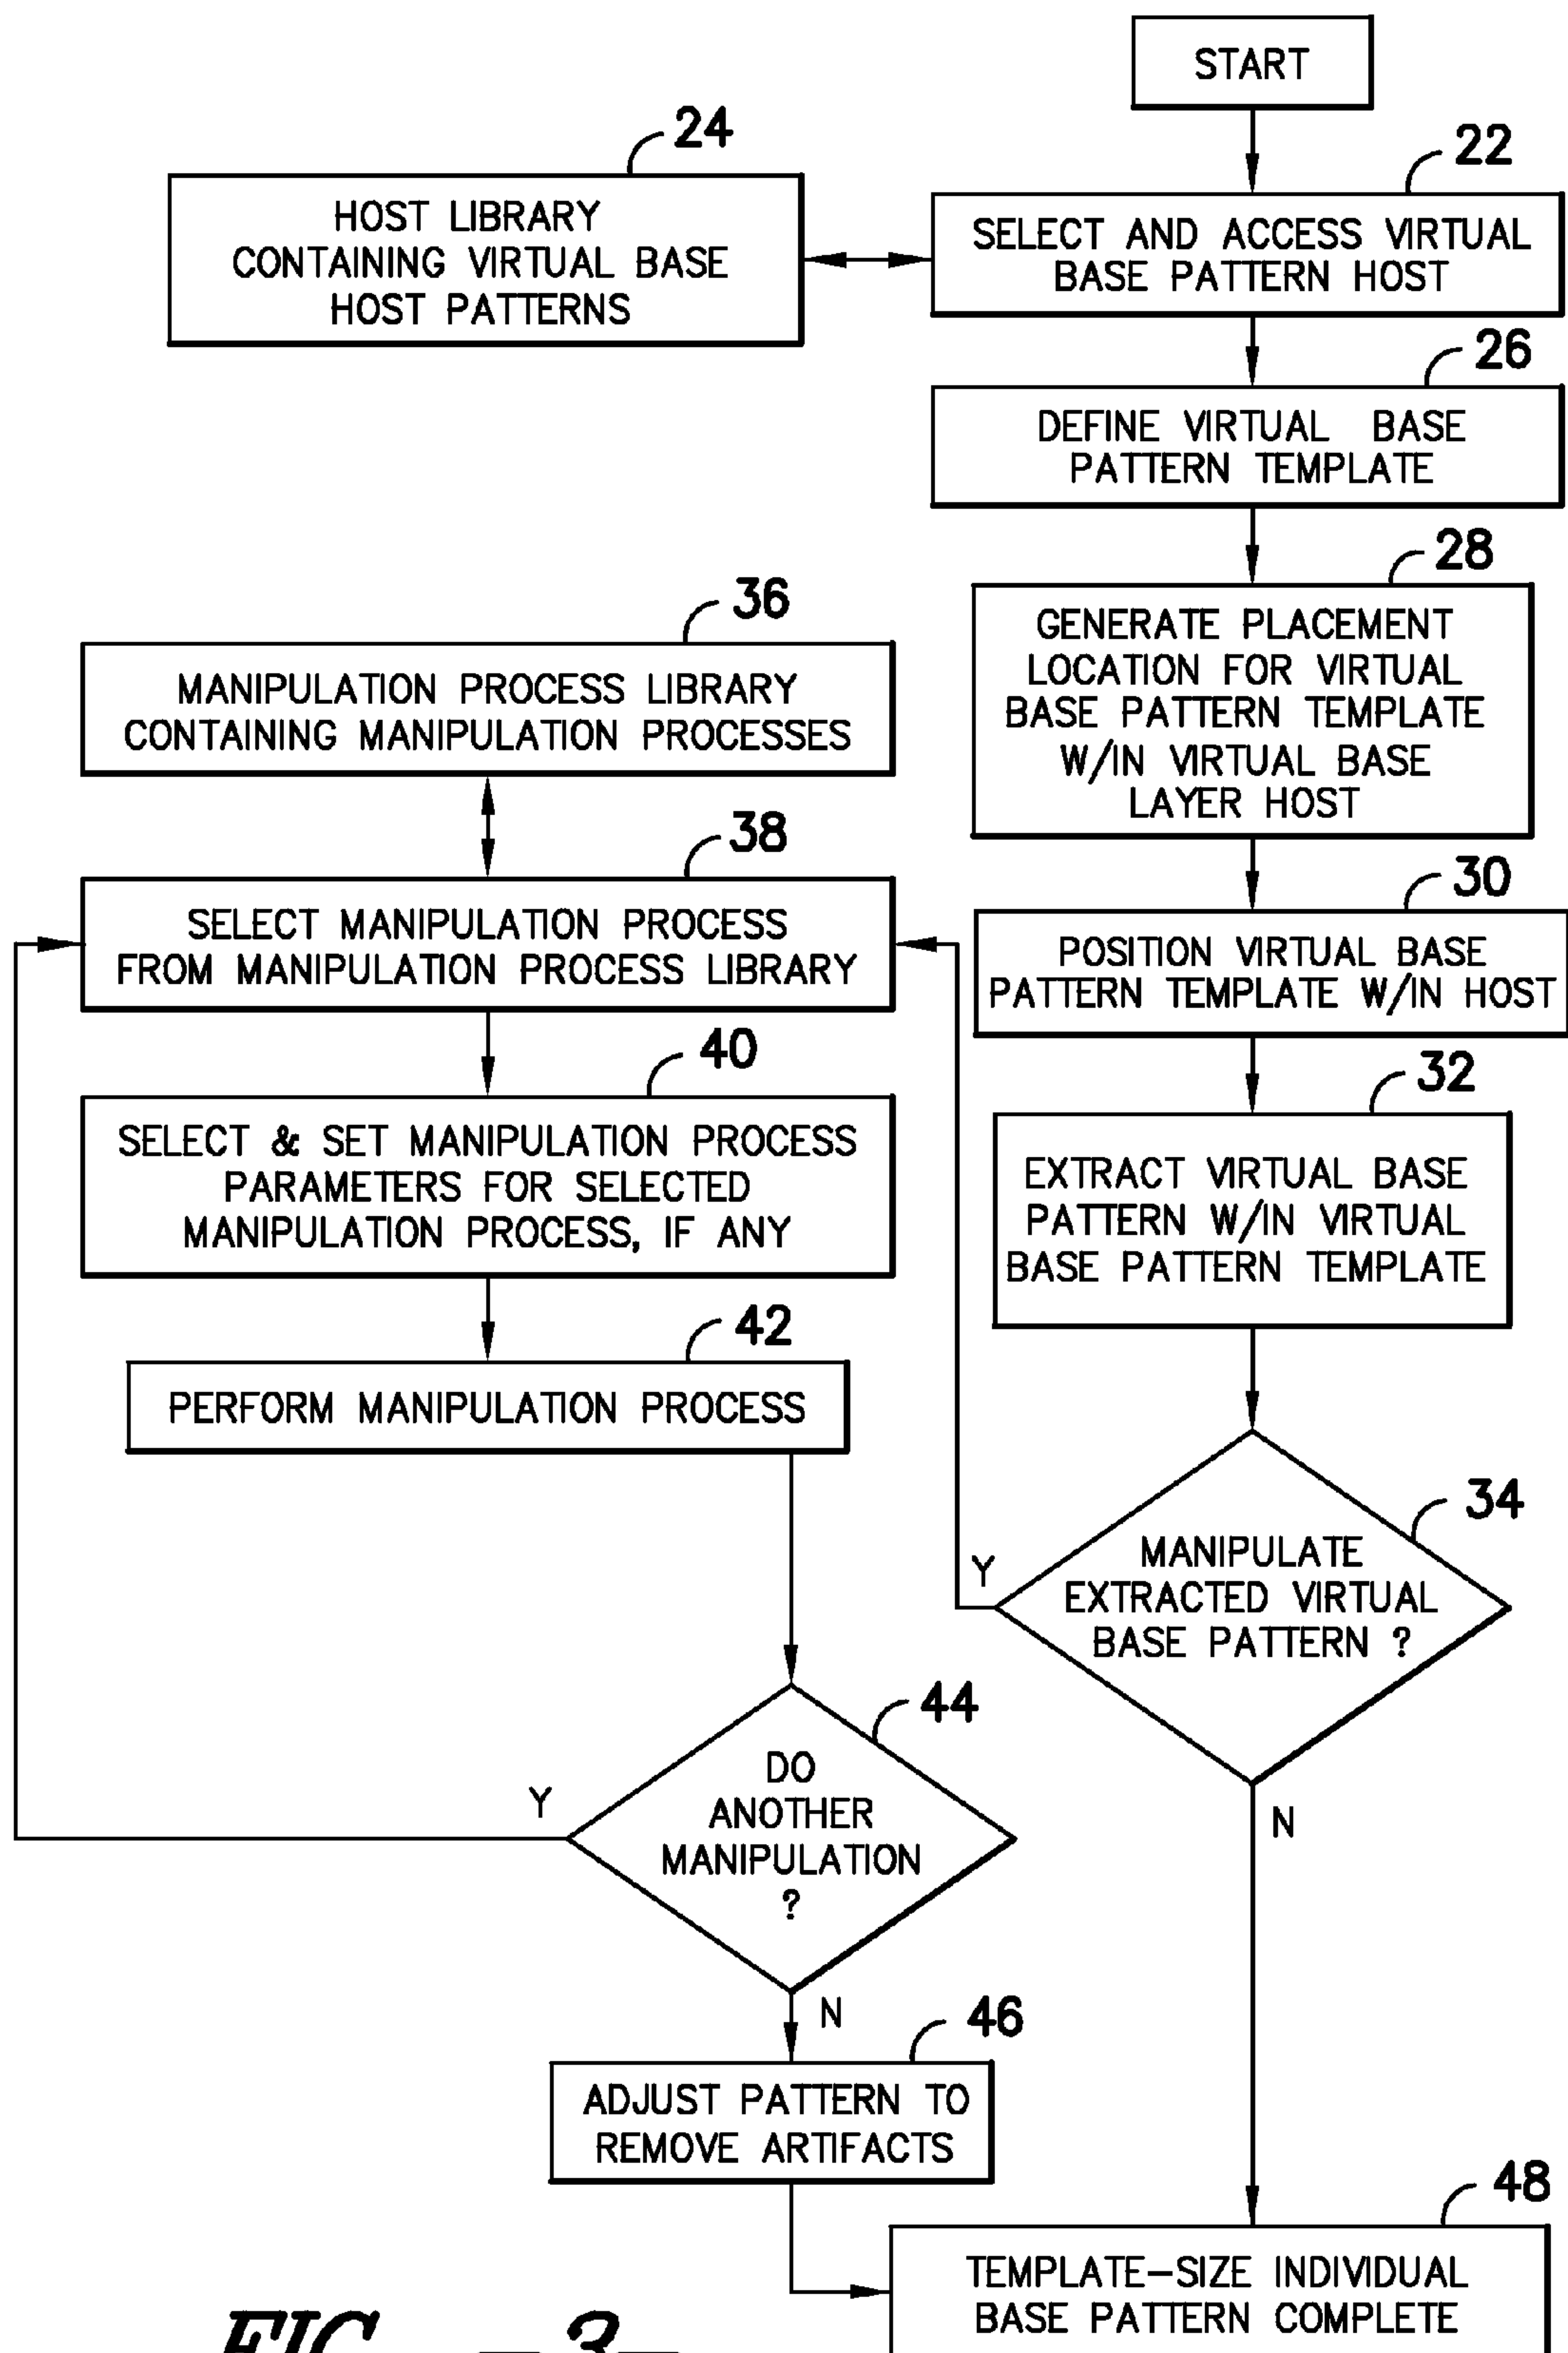 START
24
HOST LIBRARY
CONTAINING VIRTUAL BASE
HOST PATTERNS
22
SELECT AND ACCESS VIRTUAL
BASE PATTERN HOST
26
DEFINE VIRTUAL BASE
PATTERN TEMPLATE
28
GENERATE PLACEMENT
LOCATION FOR VIRTUAL
BASE PATTERN TEMPLATE
W/IN VIRTUAL BASE
LAYER HOST
30
POSITION VIRTUAL BASE
PATTERN TEMPLATE W/IN HOST
32
EXTRACT VIRTUAL BASE
PATTERN W/IN VIRTUAL
BASE PATTERN TEMPLATE
34
MANIPULATE
EXTRACTED VIRTUAL
BASE PATTERN ?
Y
N
36
MANIPULATION PROCESS LIBRARY
CONTAINING MANIPULATION PROCESSES
38
SELECT MANIPULATION PROCESS
FROM MANIPULATION PROCESS LIBRARY
40
SELECT & SET MANIPULATION PROCESS
PARAMETERS FOR SELECTED
MANIPULATION PROCESS, IF ANY
42
PERFORM MANIPULATION PROCESS
44
DO
ANOTHER
MANIPULATION
?
Y
N
46
ADJUST PATTERN TO
REMOVE ARTIFACTS
48
TEMPLATE-SIZE INDIVIDUAL
BASE PATTERN COMPLETE
FIG. -3-